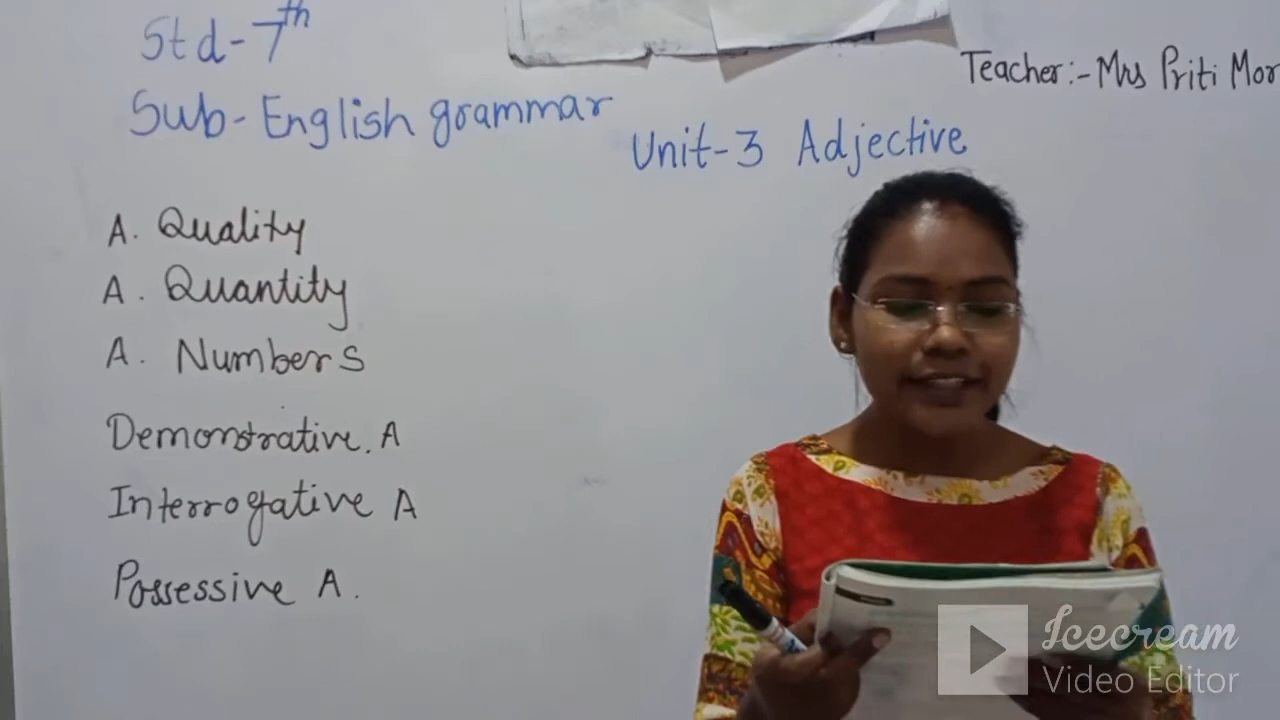 Std-7th
Teacher:- Mrs Priti Mor
Sub-English grammar
Unit-3 Adjective
A. Quality
A. Quantity
A. Numbers
Demonstrative. A
Interrogative A
Possessive A.
Icecream
Video Editor